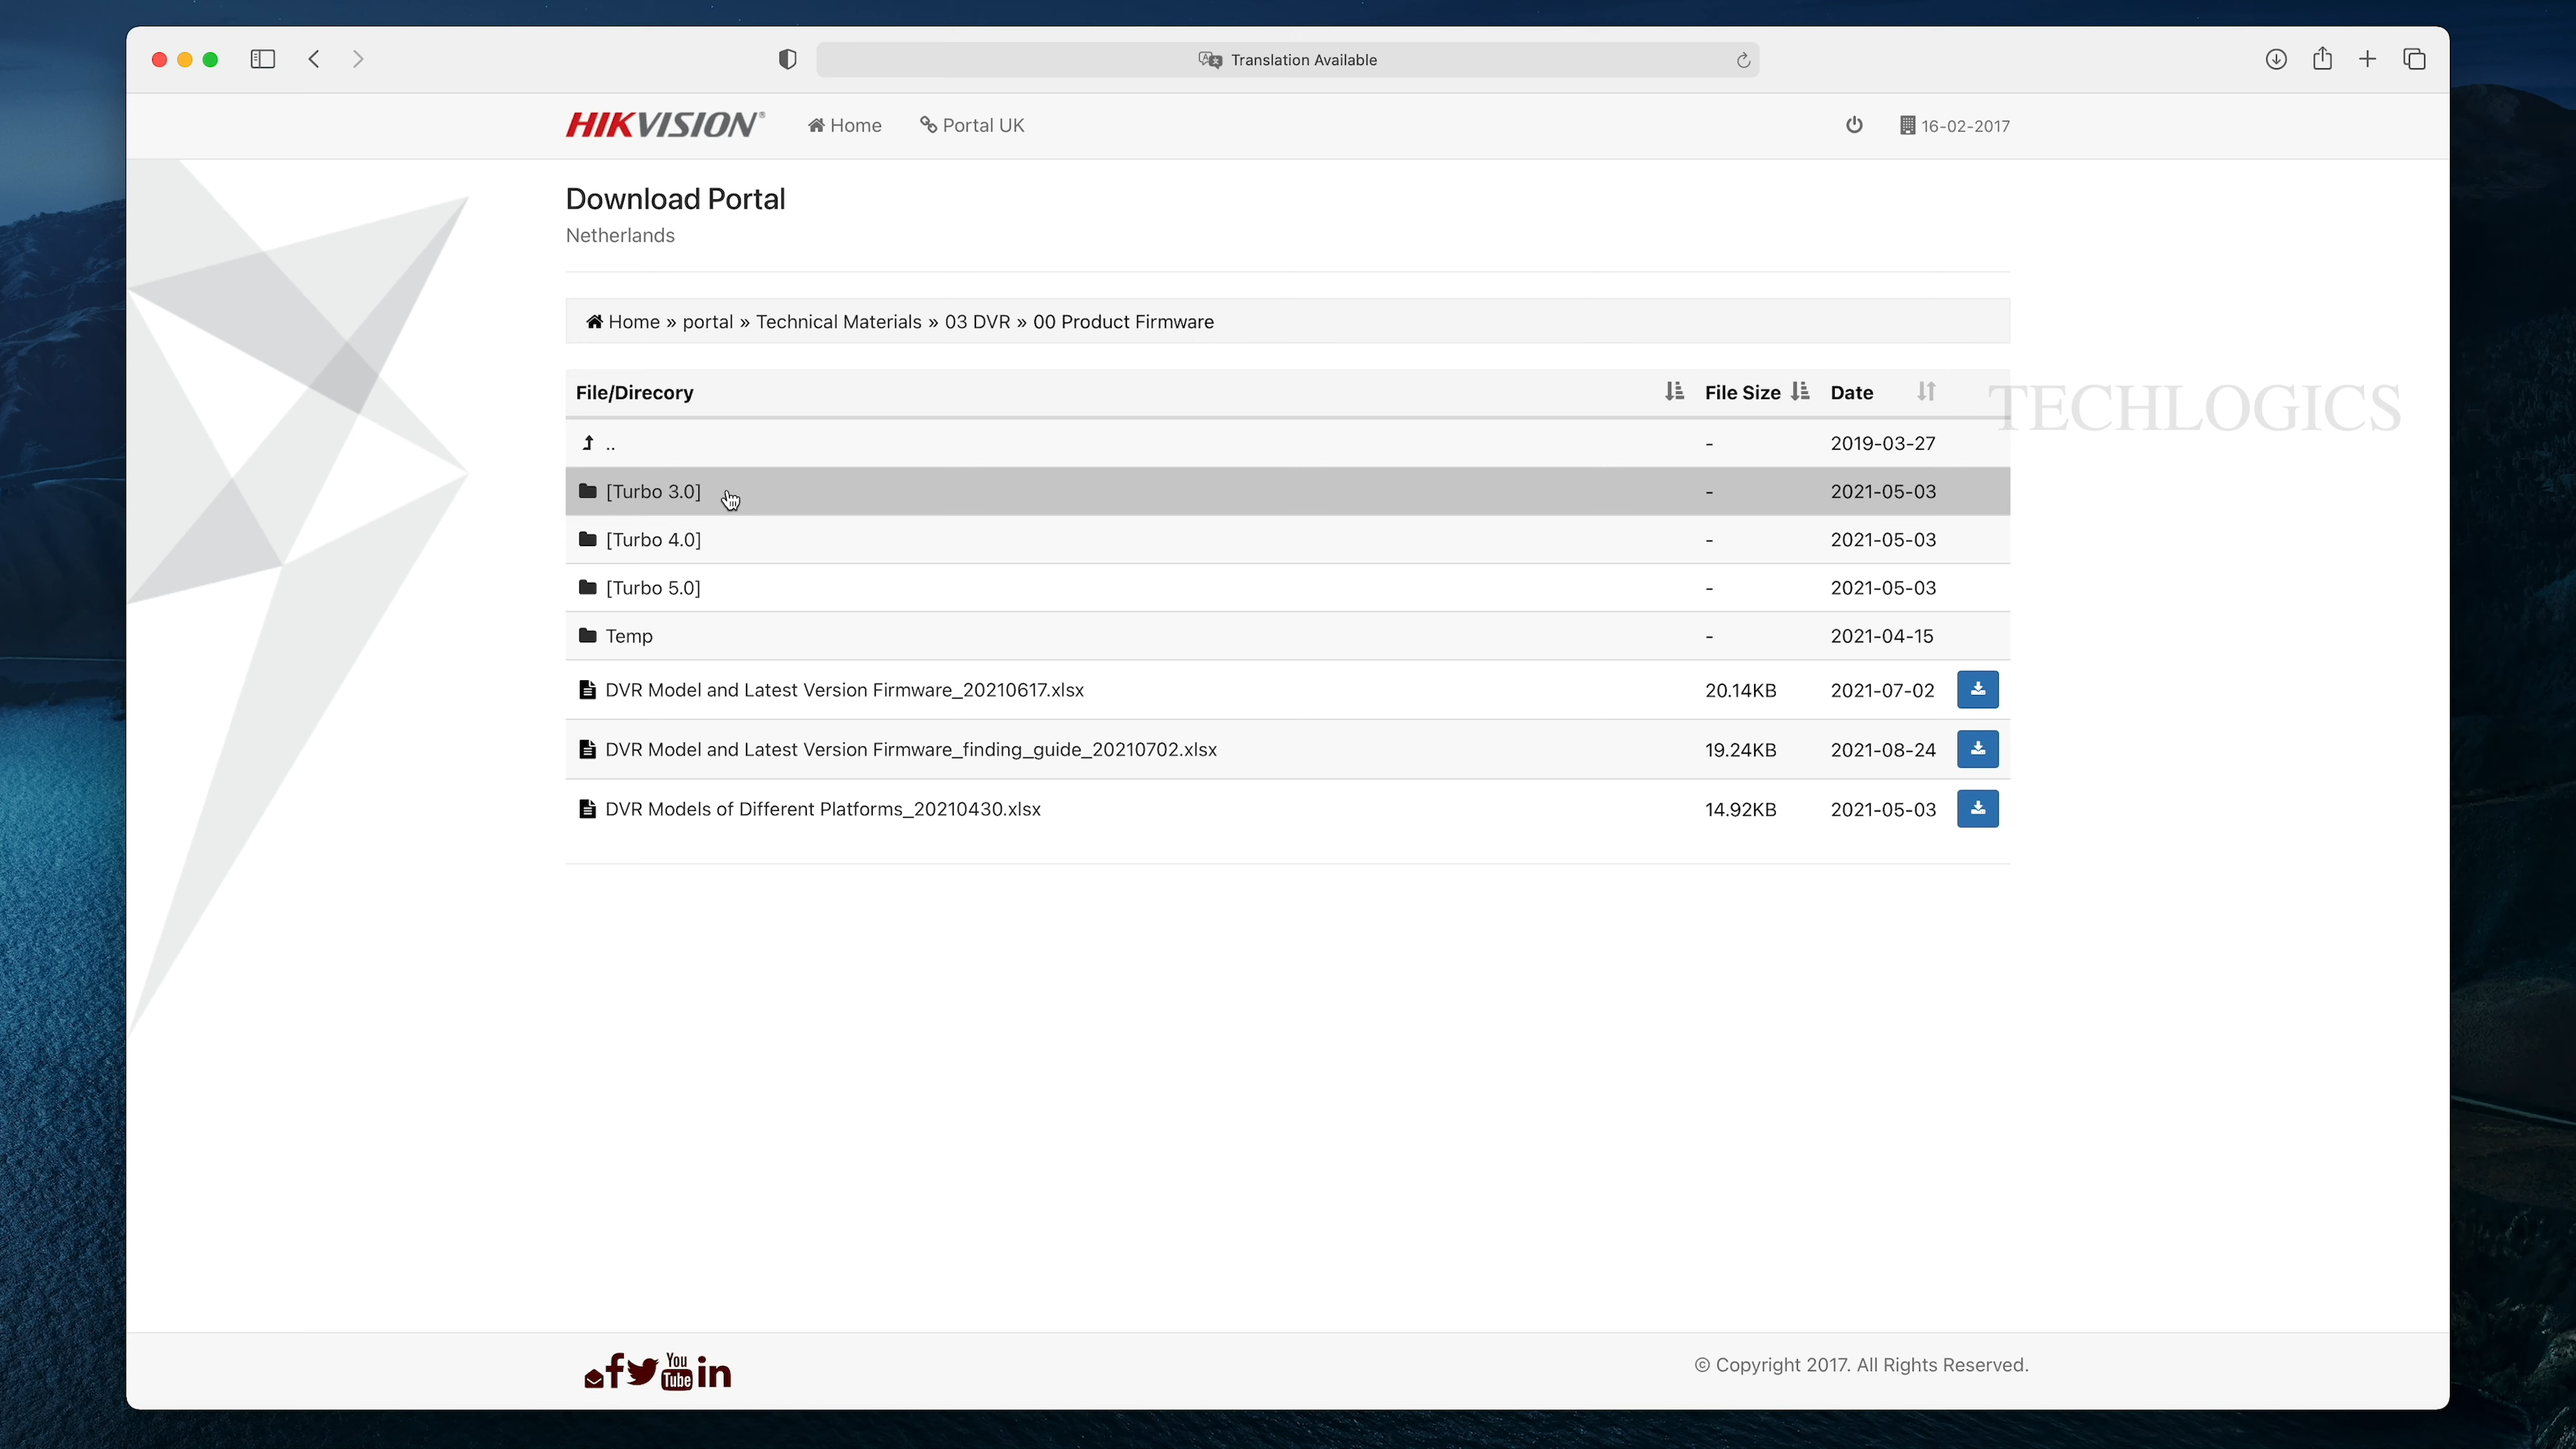 Translation Available
HIKVISION® Home Portal UK 16-02-2017
Download Portal
Netherlands
Home » portal » Technical Materials » 03 DVR » 00 Product Firmware
File/Direcory File Size Date
TECHLOGICS
.. - 2019-03-27
[Turbo 3.0] - 2021-05-03
[Turbo 4.0] - 2021-05-03
[Turbo 5.0] - 2021-05-03
Temp - 2021-04-15
DVR Model and Latest Version Firmware_20210617.xlsx 20.14KB 2021-07-02
DVR Model and Latest Version Firmware_finding_guide_20210702.xlsx 19.24KB 2021-08-24
DVR Models of Different Platforms_20210430.xlsx 14.92KB 2021-05-03
f You Tube in
© Copyright 2017. All Rights Reserved.